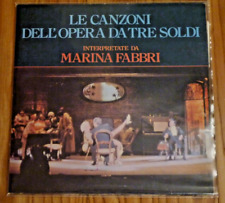 LE CANZONI
DELL'OPERA DA TRE SOLDI
INTERPRETATE DA
MARINA FABBRI